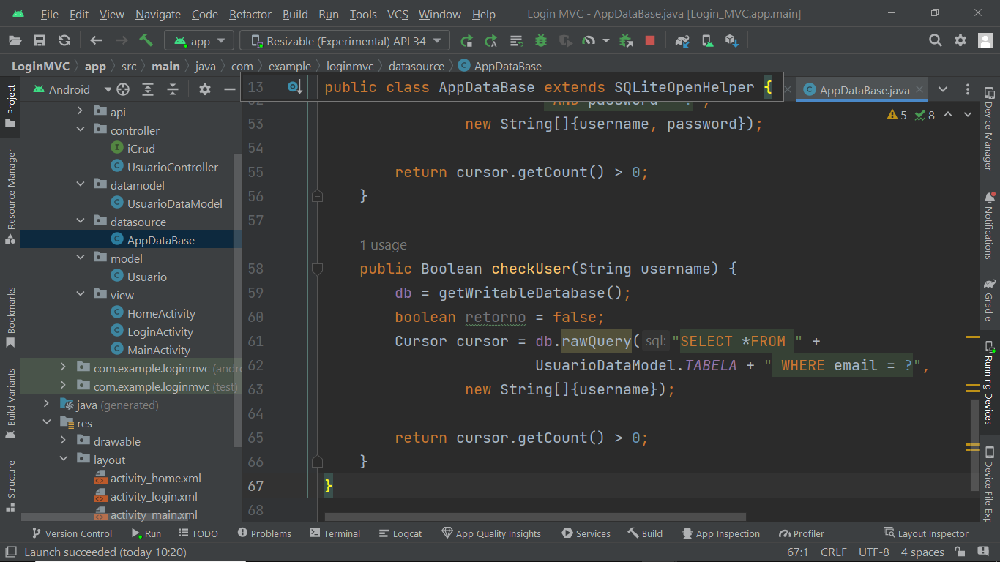 File Edit View Navigate Code Refactor Build Run Tools VCS Window Help Login MVC - AppDataBase.java [Login_MVC.app.main]
app Resizable (Experimental) API 34
LoginMVC app src main java com example loginmvc datasource AppDataBase
Project
Resource Manager
Bookmarks
Build Variants
Structure
Android
api
controller
iCrud
UsuarioController
datamodel
UsuarioDataModel
datasource
AppDataBase
model
Usuario
view
HomeActivity
LoginActivity
MainActivity
com.example.loginmvc (andr
com.example.loginmvc (test)
java (generated)
res
drawable
layout
activity_home.xml
activity_login.xml
activity_main.xml
AppDataBase.java
5 8
13 public class AppDataBase extends SQLiteOpenHelper {
52 AND password = ? ",
53 new String[]{username, password});
54
55 return cursor.getCount() > 0;
56 }
57
1 usage
58 public Boolean checkUser(String username) {
59 db = getWritableDatabase();
60 boolean retorno = false;
61 Cursor cursor = db.rawQuery( sql: "SELECT *FROM " +
62 UsuarioDataModel.TABELA + " WHERE email = ?",
63 new String[]{username});
64
65 return cursor.getCount() > 0;
66 }
67 }
68
Device Manager
Notifications
Gradle
Running Devices
Device File Exp
Version Control Run TODO Problems Terminal Logcat App Quality Insights Services Build App Inspection Profiler Layout Inspector
Launch succeeded (today 10:20) 67:1 CRLF UTF-8 4 spaces